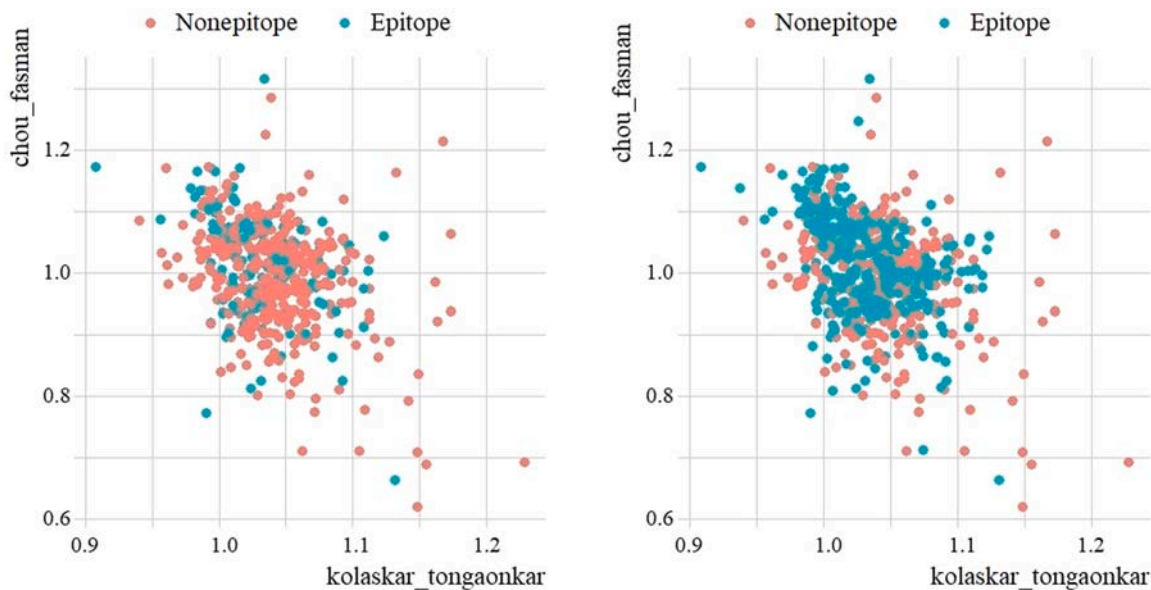 Nonepitope Epitope
chou_fasman
1.2
1.0
0.8
0.6
0.9 1.0 1.1 1.2
kolaskar_tongaonkar
Nonepitope Epitope
chou_fasman
1.2
1.0
0.8
0.6
0.9 1.0 1.1 1.2
kolaskar_tongaonkar